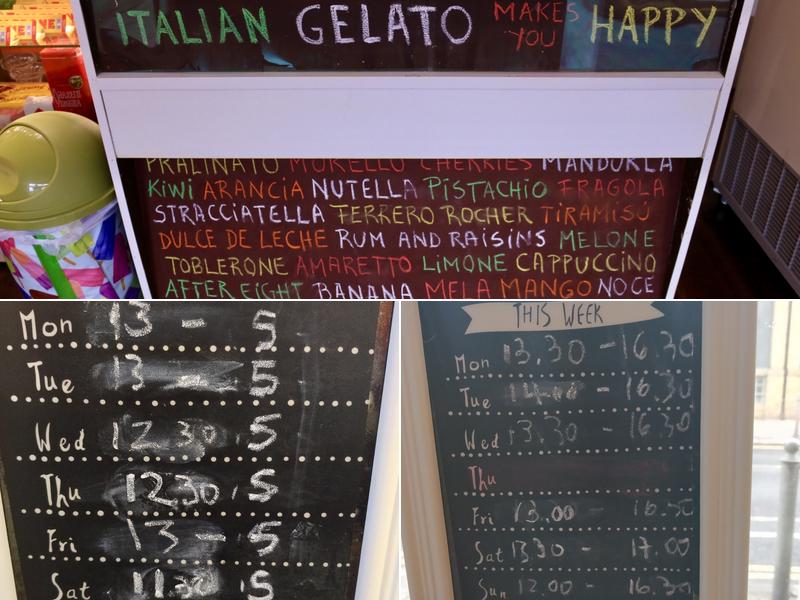 ITALIAN GELATO MAKES YOU HAPPY
PRALINATO MORELLO CHERRIES MANDORLA
KIWI ARANCIA NUTELLA PISTACHIO FRAGOLA
STRACCIATELLA FERRERO ROCHER TIRAMISÚ
DULCE DE LECHE RUM AND RAISINS MELONE
TOBLERONE AMARETTO LIMONE CAPPUCCINO
AFTER EIGHT BANANA MELA MANGO NOCE
Mon 13 - 5
Tue 13 - 5
Wed 12.30 5
Thu 12.30 5
Fri 13 - 5
Sat 11.30 5
THIS WEEK
Mon 13.30 - 16.30
Tue 14.00 - 16.30
Wed 13.30 - 16.30
Thu
Fri 13.00 -
Sat 13.30 - 17.00
Sun 12.00 - 16.30